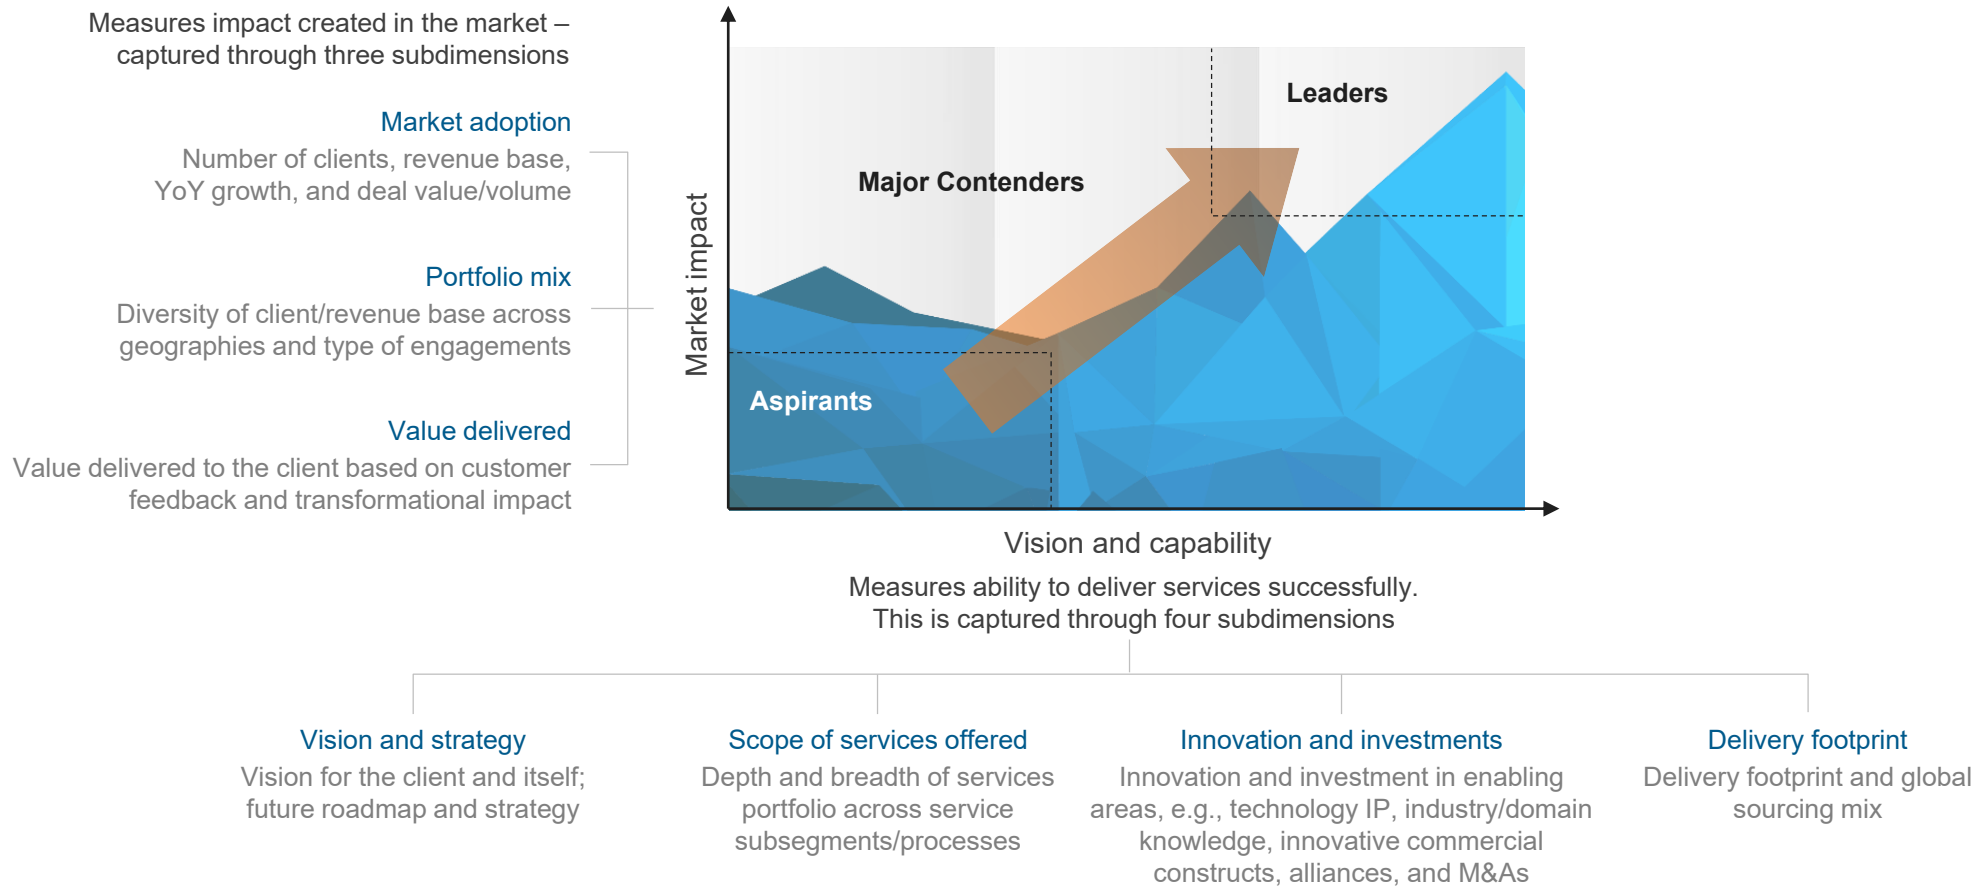 Measures impact created in the market –
captured through three subdimensions
Market adoption
Number of clients, revenue base,
YoY growth, and deal value/volume
Portfolio mix
Diversity of client/revenue base across
geographies and type of engagements
Value delivered
Value delivered to the client based on customer
feedback and transformational impact
Market impact
Leaders
Major Contenders
Aspirants
Vision and capability
Measures ability to deliver services successfully.
This is captured through four subdimensions
Vision and strategy
Vision for the client and itself;
future roadmap and strategy
Scope of services offered
Depth and breadth of services
portfolio across service
subsegments/processes
Innovation and investments
Innovation and investment in enabling
areas, e.g., technology IP, industry/domain
knowledge, innovative commercial
constructs, alliances, and M&As
Delivery footprint
Delivery footprint and global
sourcing mix